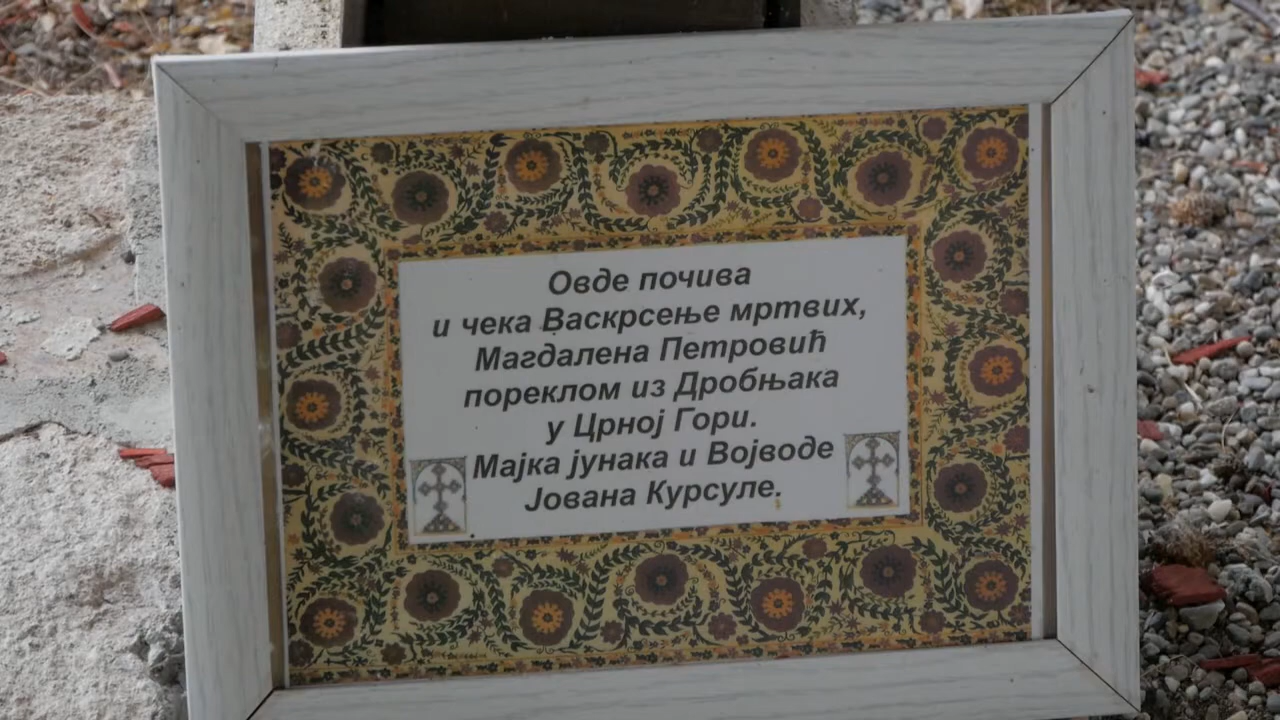 Овде почива
и чека Васкрсење мртвих,
Магдалена Петровић
пореклом из Дробњака
у Црној Гори.
Мајка јунака и Војводе
Јована Курсуле.